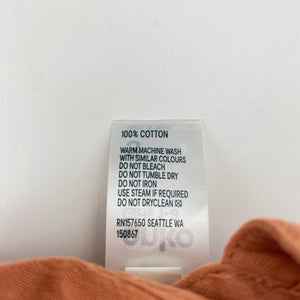 100% COTTON
WARM MACHINE WASH
WITH SIMILAR COLOURS
DO NOT BLEACH
DO NOT TUMBLE DRY
DO NOT IRON
USE STEAM IF REQUIRED
DO NOT DRYCLEAN ☒
RN157650 SEATTLE WA
150867